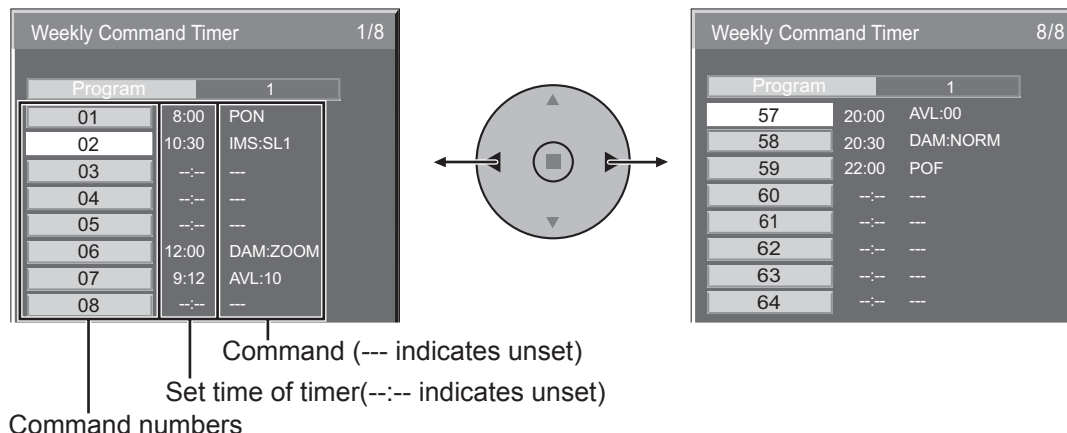 Weekly Command Timer 1/8
Program 1
01 8:00 PON
02 10:30 IMS:SL1
03 --:-- ---
04 --:-- ---
05 --:-- ---
06 12:00 DAM:ZOOM
07 9:12 AVL:10
08 --:-- ---
Command (--- indicates unset)
Set time of timer(--:-- indicates unset)
Command numbers
Weekly Command Timer 8/8
Program 1
57 20:00 AVL:00
58 20:30 DAM:NORM
59 22:00 POF
60 --:-- ---
61 --:-- ---
62 --:-- ---
63 --:-- ---
64 --:-- ---